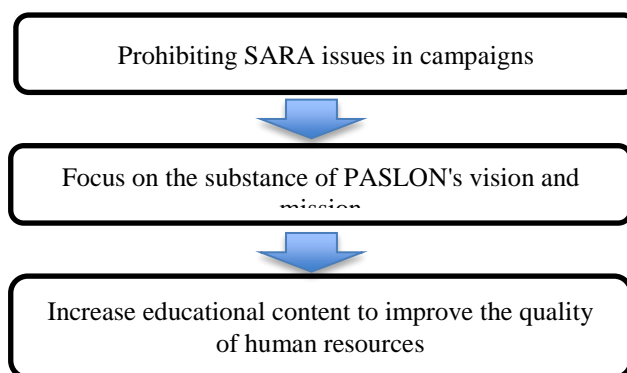 Prohibiting SARA issues in campaigns
Focus on the substance of PASLON's vision and
mission
Increase educational content to improve the quality
of human resources